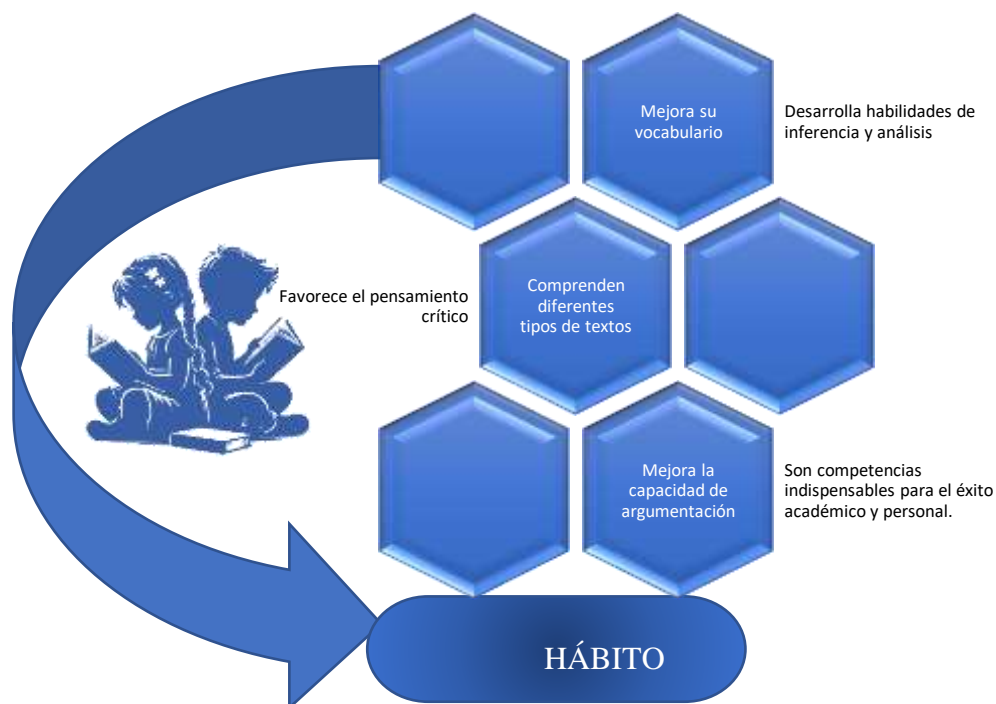 Mejora su
vocabulario
Desarrolla habilidades de
inferencia y análisis
Favorece el pensamiento
crítico
Comprenden
diferentes
tipos de textos
Mejora la
capacidad de
argumentación
Son competencias
indispensables para el éxito
académico y personal.
HÁBITO